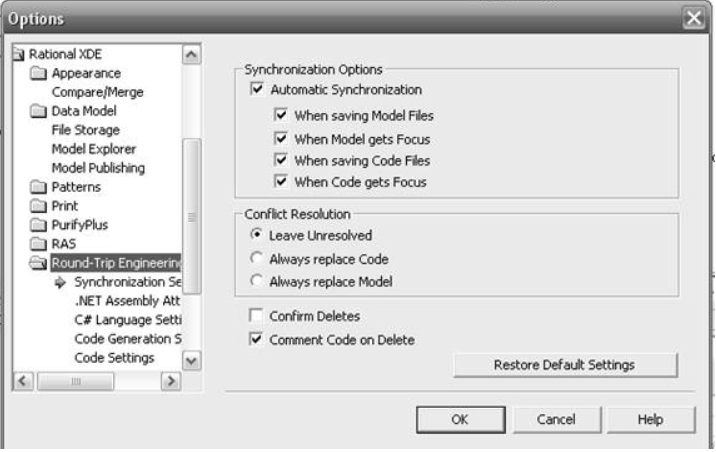 Options
Rational XDE
Appearance
Compare/Merge
Data Model
File Storage
Model Explorer
Model Publishing
Patterns
Print
PurifyPlus
RAS
Round-Trip Engineering
Synchronization Se
.NET Assembly Att
C# Language Setti
Code Generation S
Code Settings
Synchronization Options
Automatic Synchronization
When saving Model Files
When Model gets Focus
When saving Code Files
When Code gets Focus
Conflict Resolution
Leave Unresolved
Always replace Code
Always replace Model
Confirm Deletes
Comment Code on Delete
Restore Default Settings
OK Cancel Help